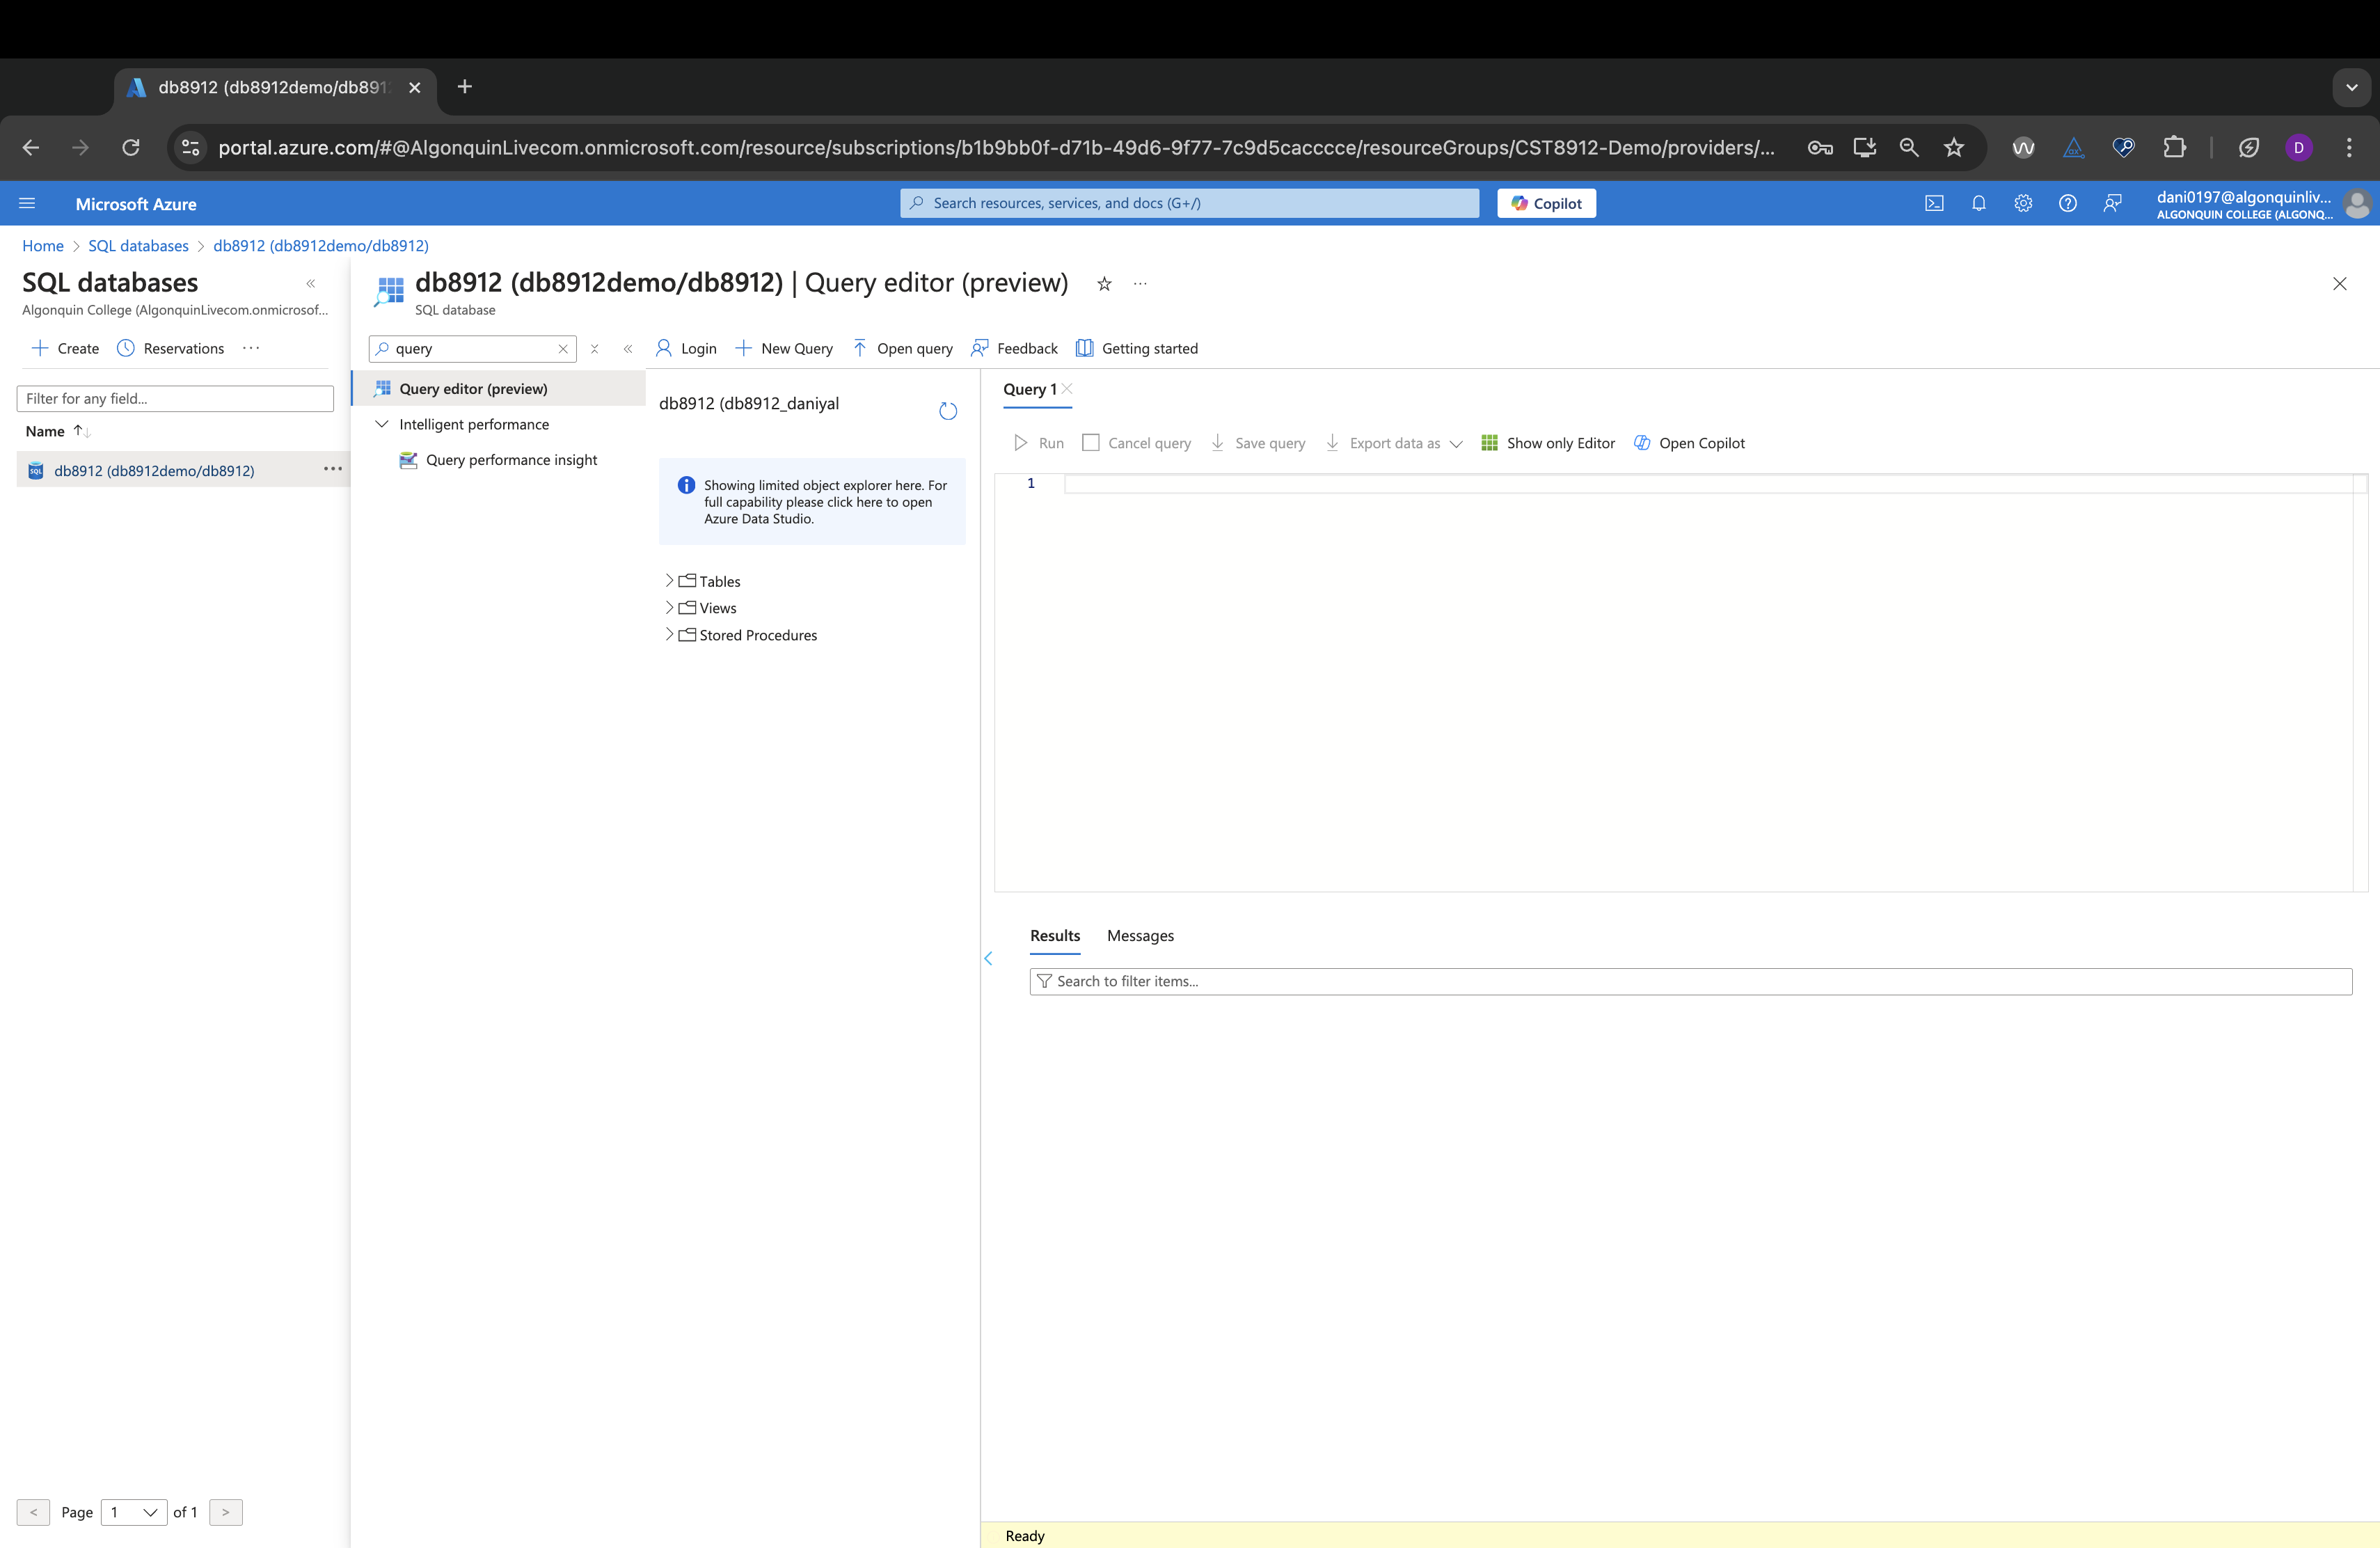 db8912 (db8912demo/db891
portal.azure.com/#@AlgonquinLivecom.onmicrosoft.com/resource/subscriptions/b1b9bb0f-d71b-49d6-9f77-7c9d5cacccce/resourceGroups/CST8912-Demo/providers/...
D
Microsoft Azure
Search resources, services, and docs (G+/)
Copilot
dani0197@algonquinliv...
ALGONQUIN COLLEGE (ALGONQ...
Home > SQL databases > db8912 (db8912demo/db8912)
SQL databases
Algonquin College (AlgonquinLivecom.onmicrosof...
Create
Reservations
Filter for any field...
Name
db8912 (db8912demo/db8912)
Page 1 of 1
db8912 (db8912demo/db8912) | Query editor (preview)
SQL database
query
Query editor (preview)
Intelligent performance
Query performance insight
Login
New Query
Open query
Feedback
Getting started
db8912 (db8912_daniyal
Showing limited object explorer here. For
full capability please click here to open
Azure Data Studio.
Tables
Views
Stored Procedures
Query 1
Run
Cancel query
Save query
Export data as
Show only Editor
Open Copilot
1
Results
Messages
Search to filter items...
Ready